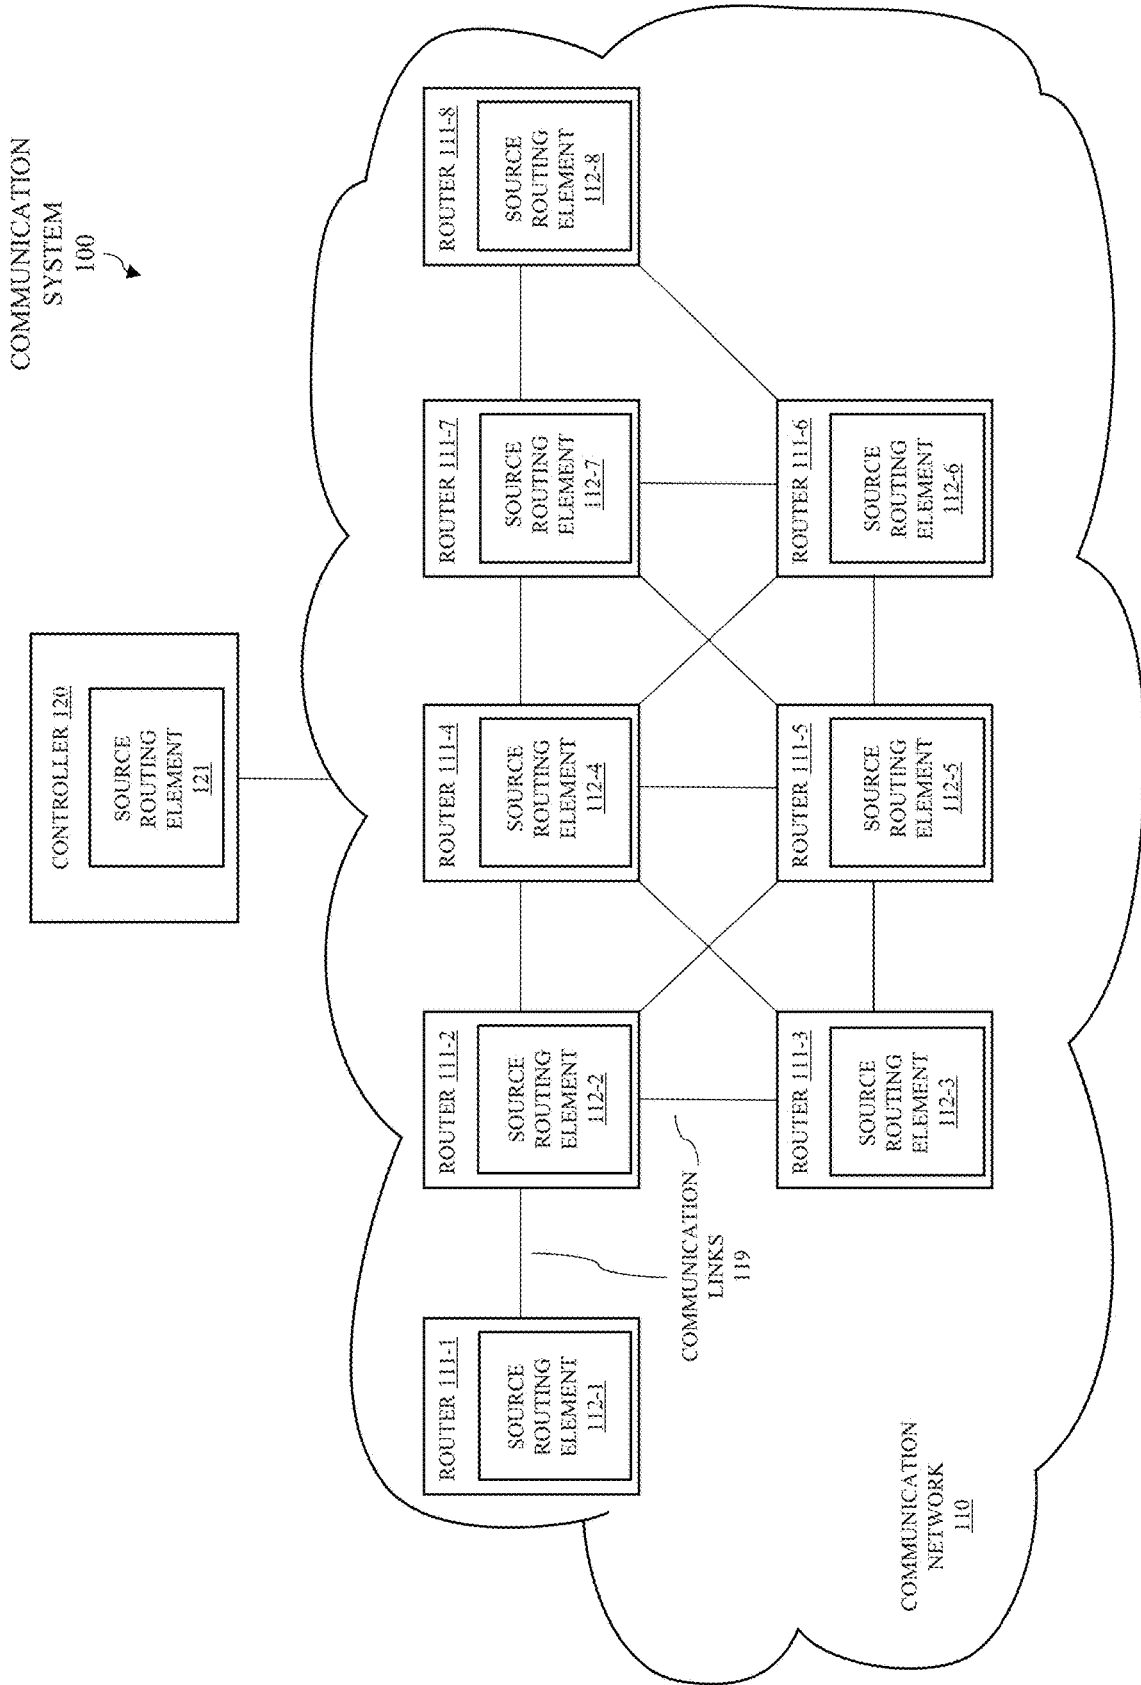 COMMUNICATION
SYSTEM
100
CONTROLLER 120
SOURCE
ROUTING
ELEMENT
121
ROUTER 111-1
SOURCE
ROUTING
ELEMENT
112-1
ROUTER 111-2
SOURCE
ROUTING
ELEMENT
112-2
ROUTER 111-4
SOURCE
ROUTING
ELEMENT
112-4
ROUTER 111-7
SOURCE
ROUTING
ELEMENT
112-7
ROUTER 111-8
SOURCE
ROUTING
ELEMENT
112-8
COMMUNICATION
LINKS
119
ROUTER 111-3
SOURCE
ROUTING
ELEMENT
112-3
ROUTER 111-5
SOURCE
ROUTING
ELEMENT
112-5
ROUTER 111-6
SOURCE
ROUTING
ELEMENT
112-6
COMMUNICATION
NETWORK
110